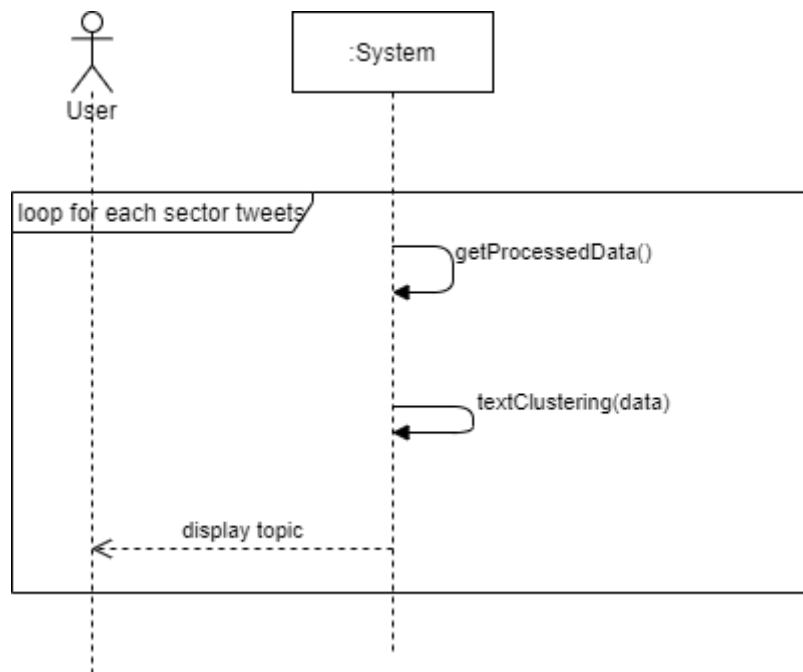 User
:System
loop for each sector tweets
getProcessedData()
textClustering(data)
display topic